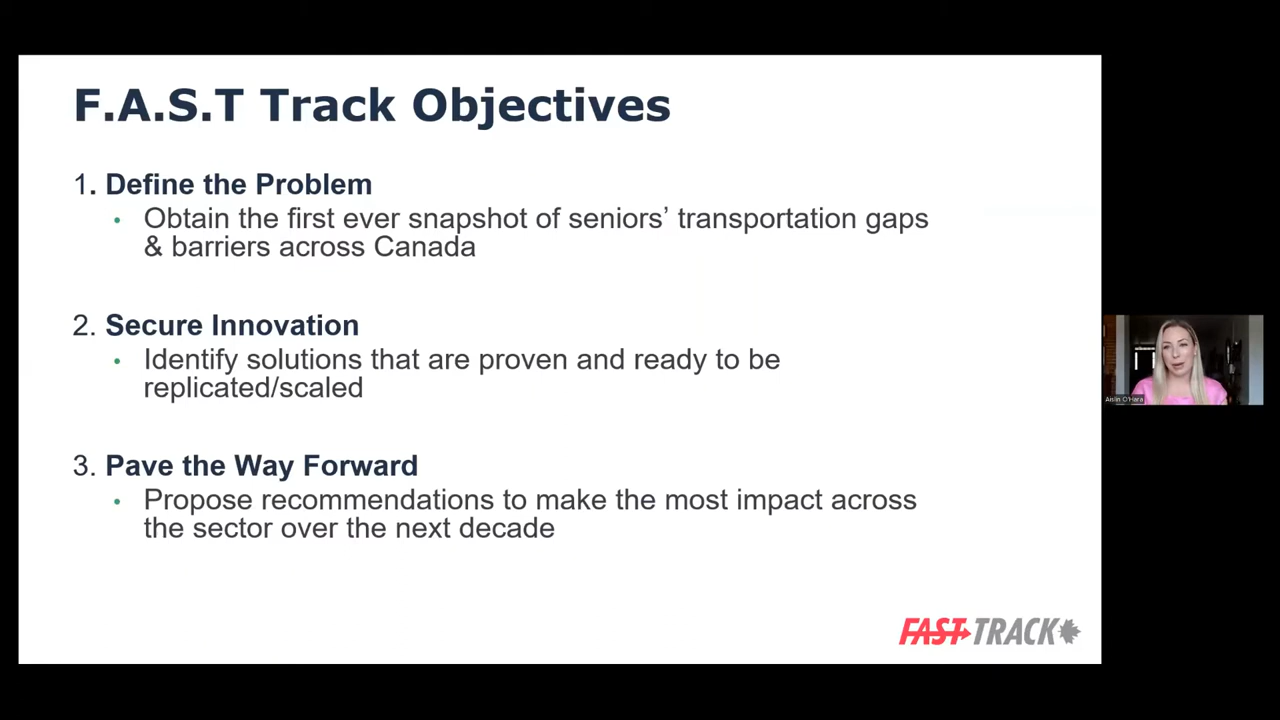 F.A.S.T Track Objectives
1. Define the Problem
• Obtain the first ever snapshot of seniors’ transportation gaps
& barriers across Canada
2. Secure Innovation
• Identify solutions that are proven and ready to be
replicated/scaled
3. Pave the Way Forward
• Propose recommendations to make the most impact across
the sector over the next decade
FAST TRACK
Aislin O'Hara